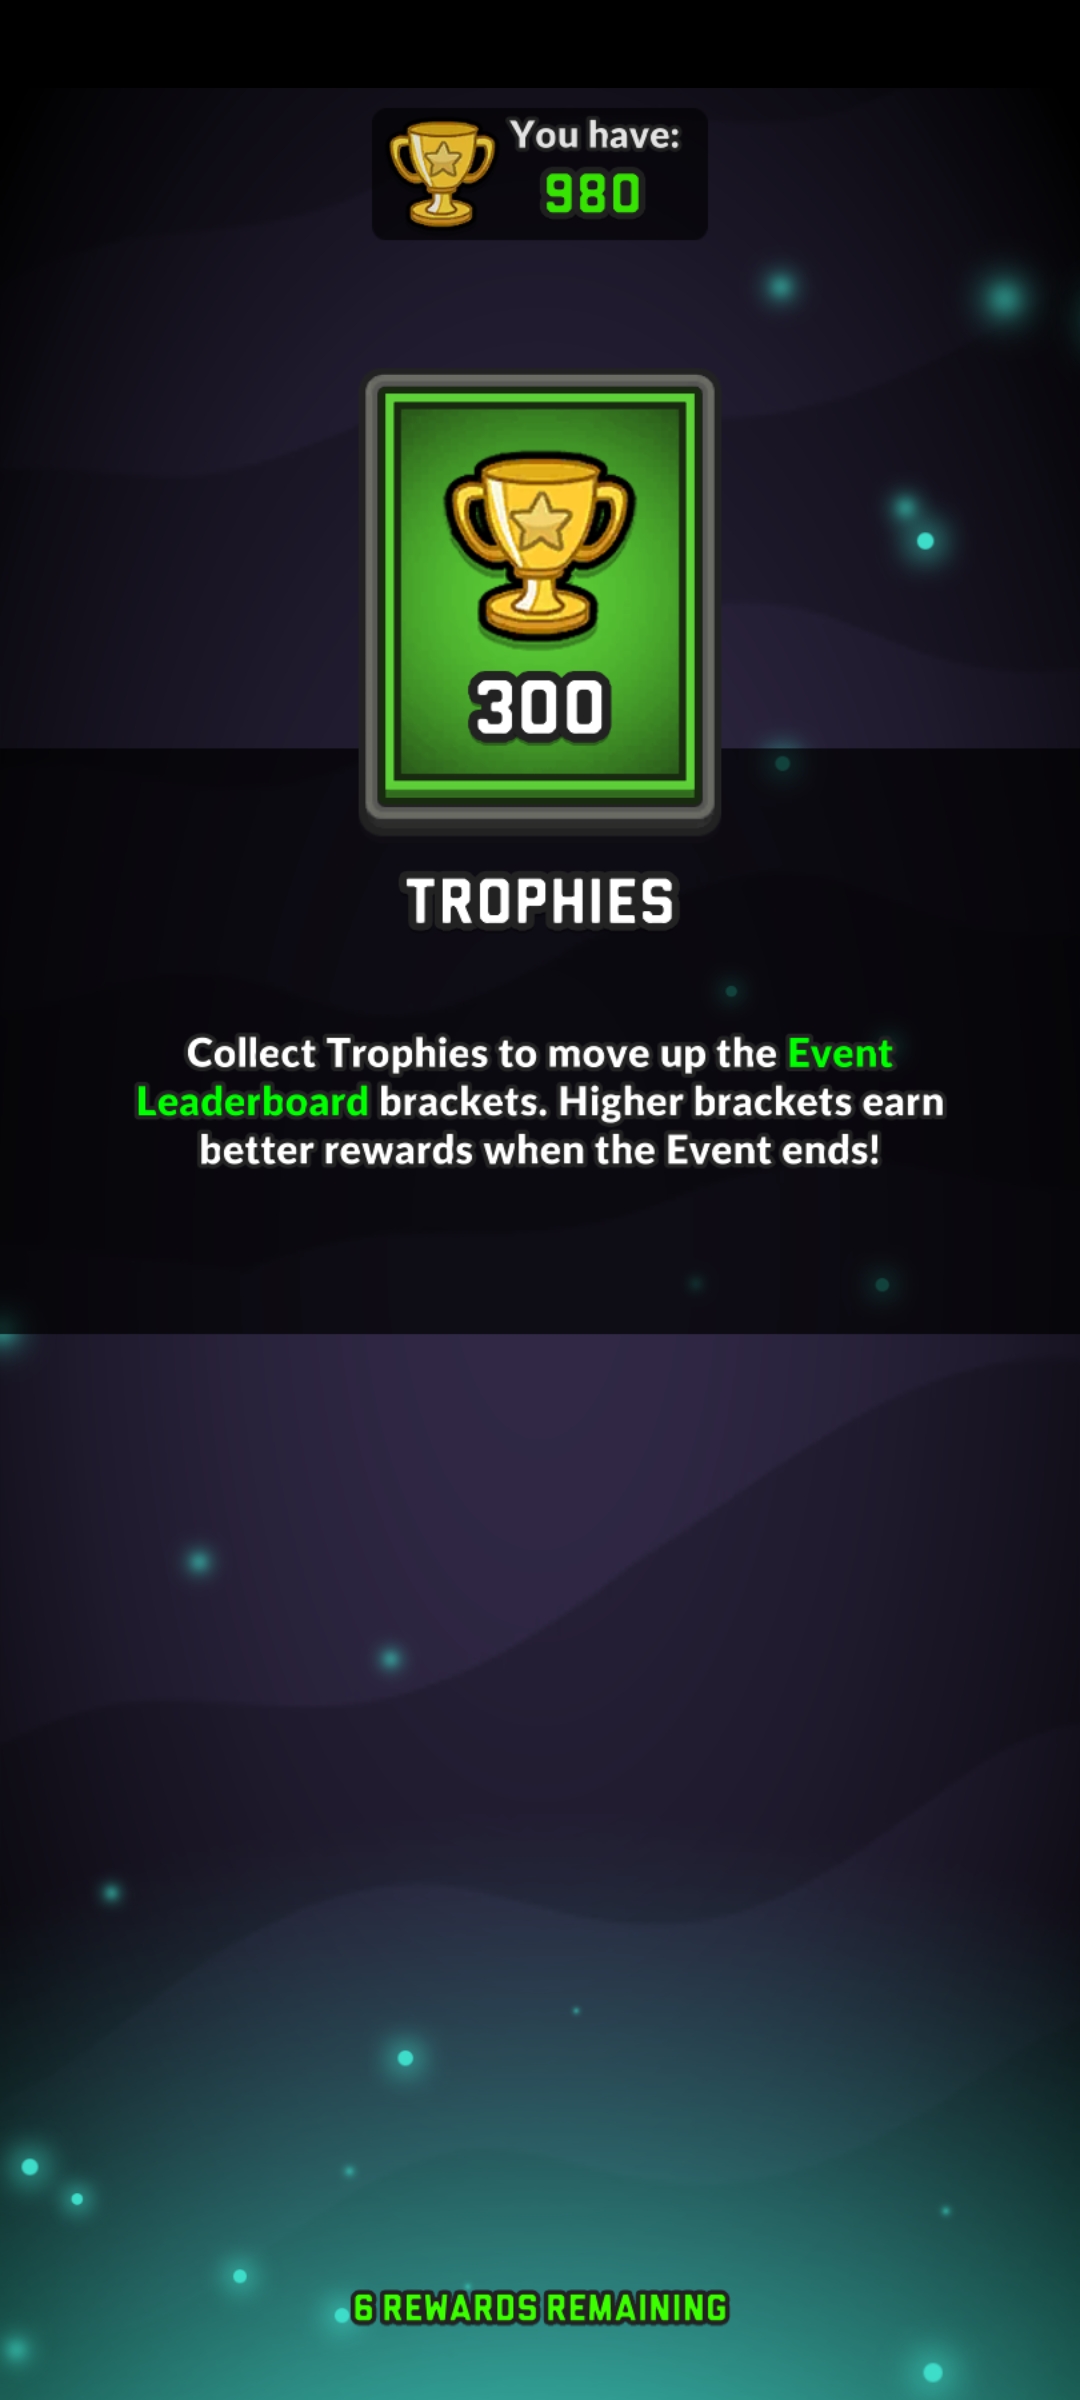 You have:
980
300
TROPHIES
Collect Trophies to move up the Event
Leaderboard brackets. Higher brackets earn
better rewards when the Event ends!
6 REWARDS REMAINING